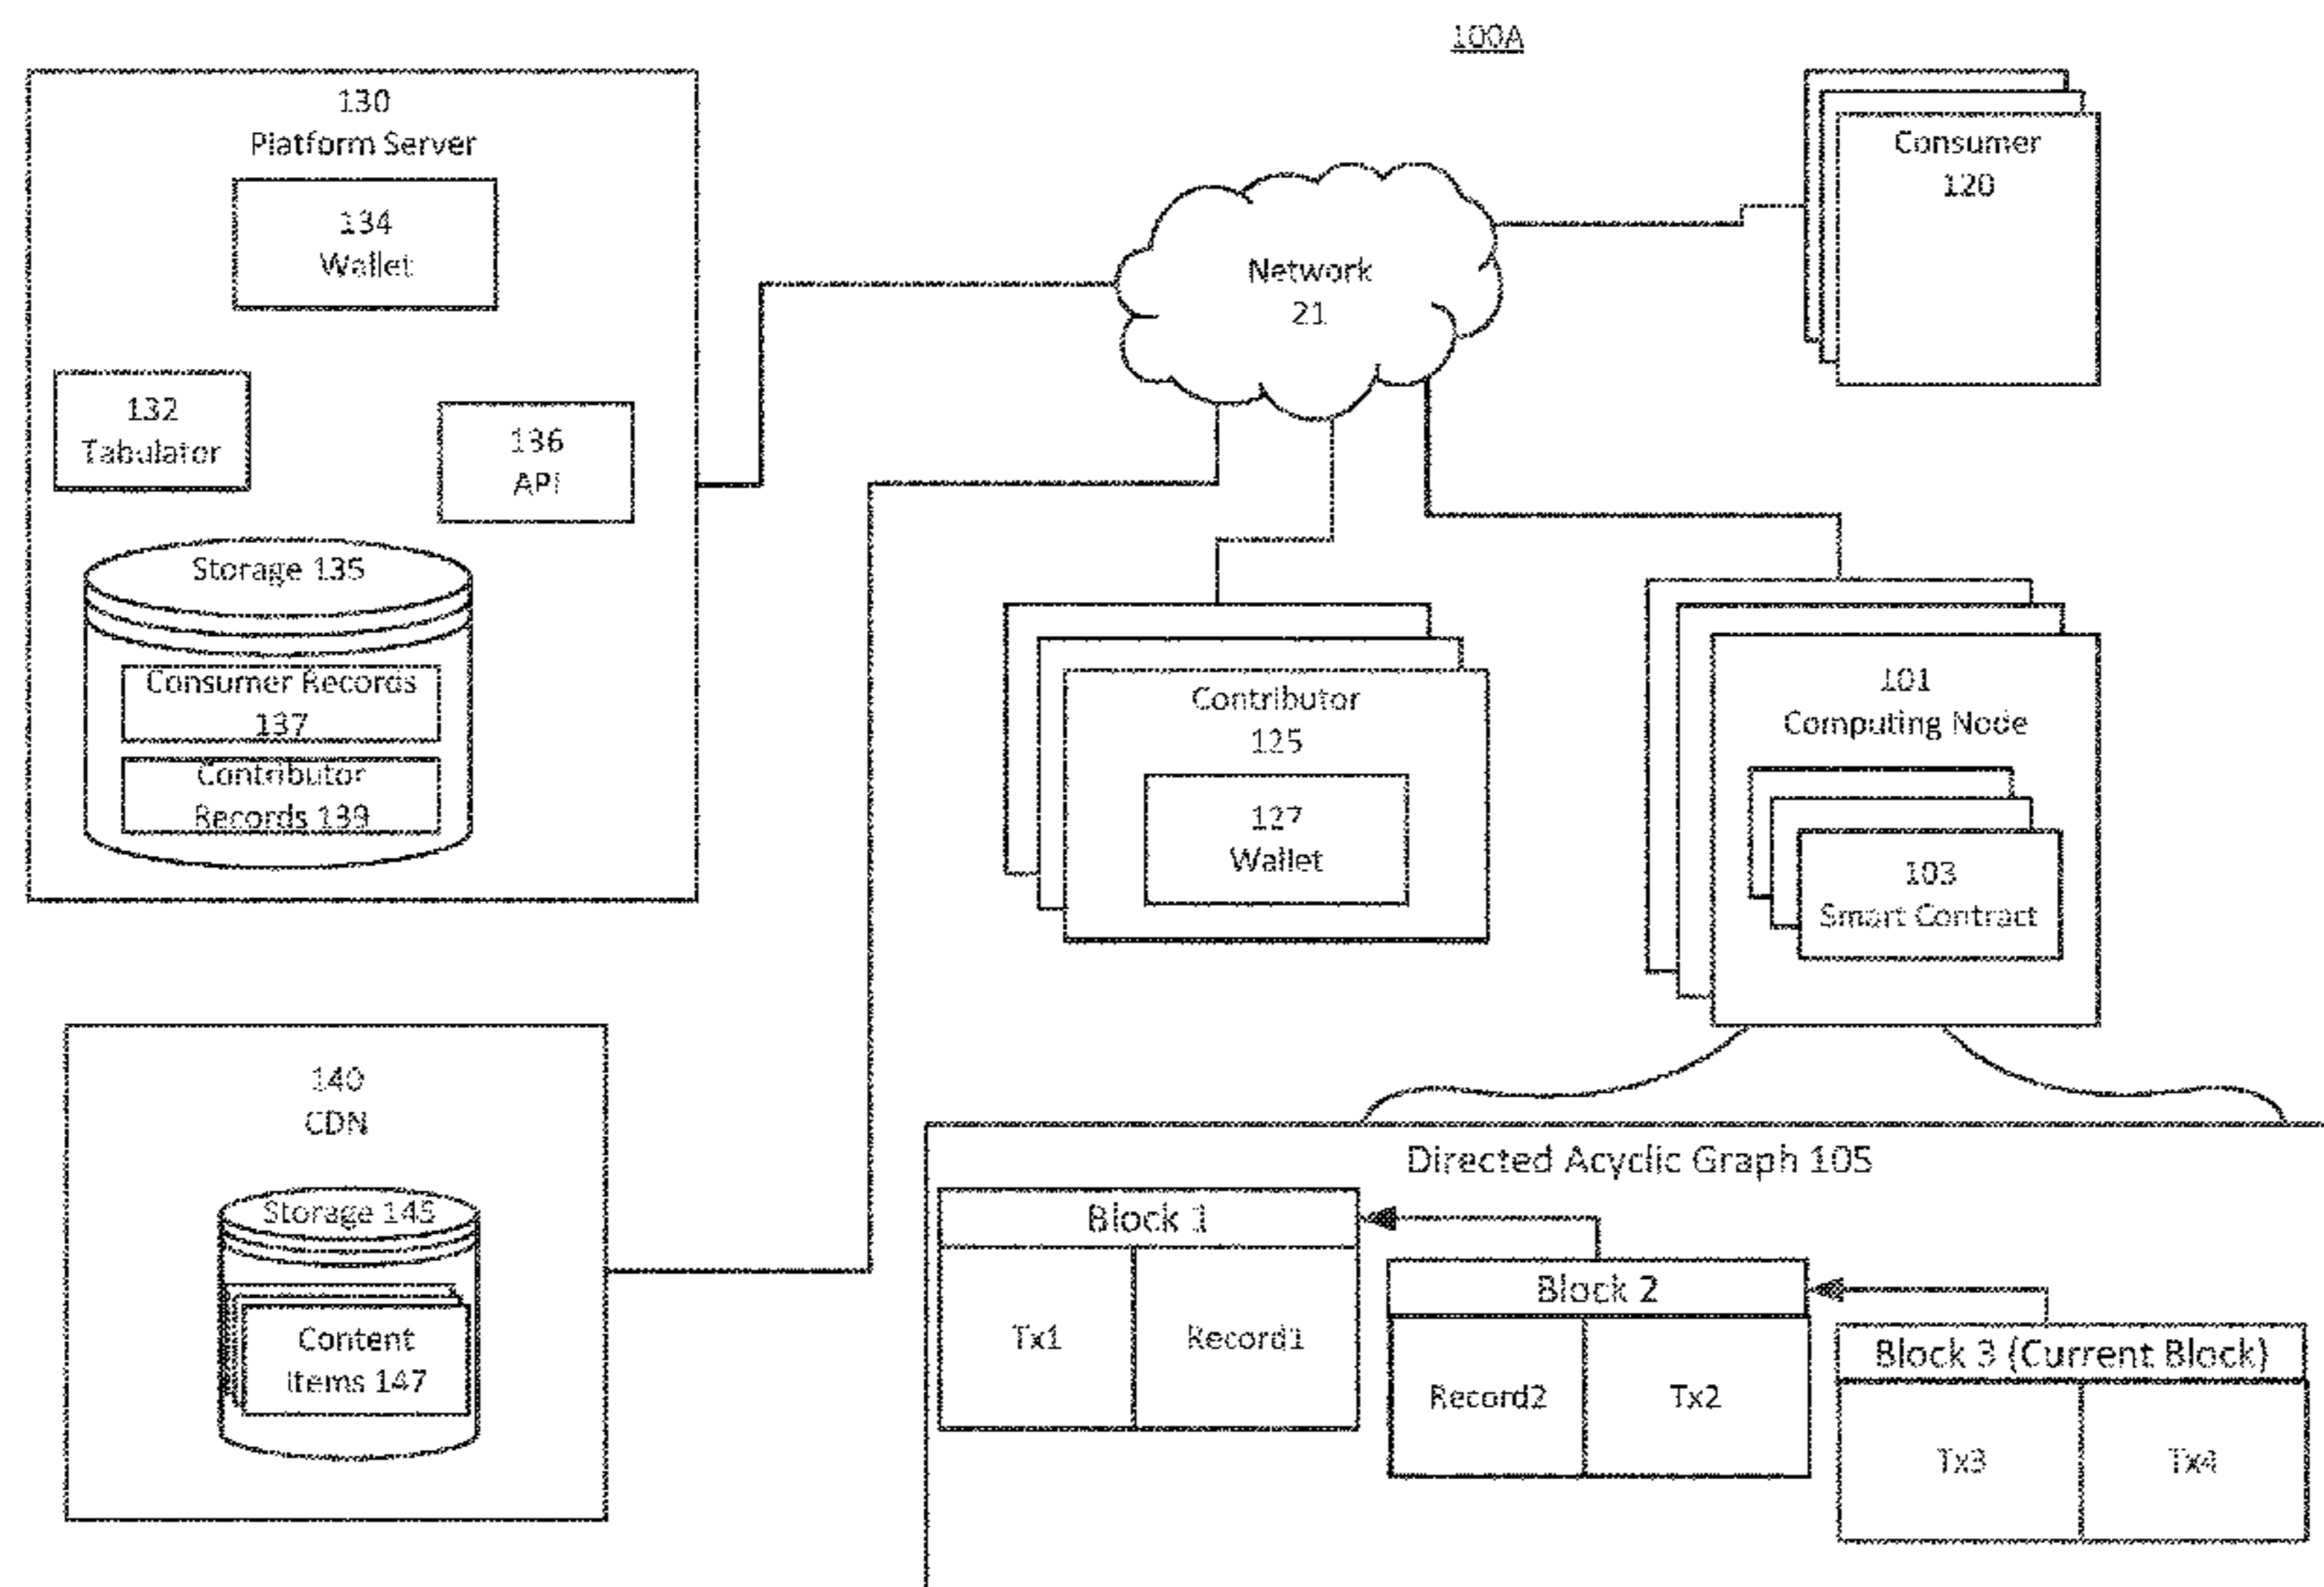 100A
130
Platform Server
134
Wallet
132
Tabulator
136
API
Storage 135
Consumer Records
137
Contributor
Records 139
Network
21
Consumer
120
Contributor
125
127
Wallet
101
Computing Node
103
Smart Contract
140
CDN
Storage 145
Content
Items 147
Directed Acyclic Graph 105
Block 1
Tx1
Record1
Block 2
Record2
Tx2
Block 3 (Current Block)
Tx3
Tx4